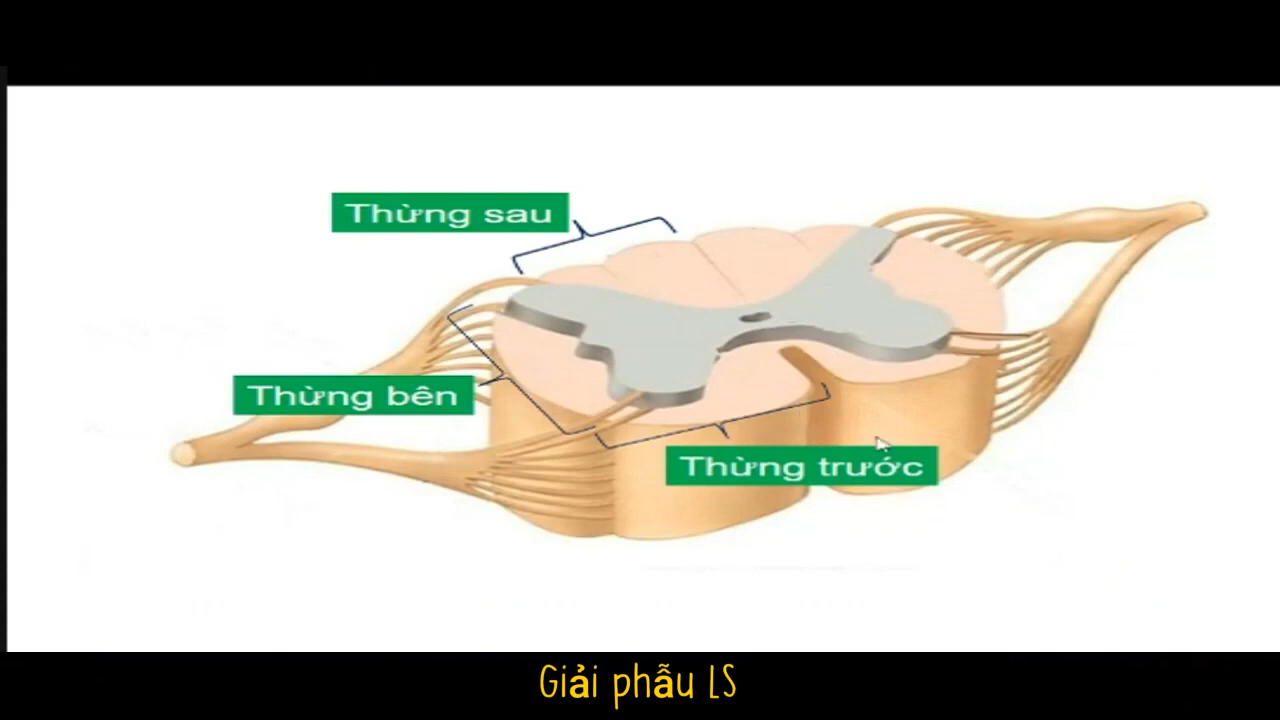 Thừng sau
Thừng bên
Thừng trước
Giải phẫu LS